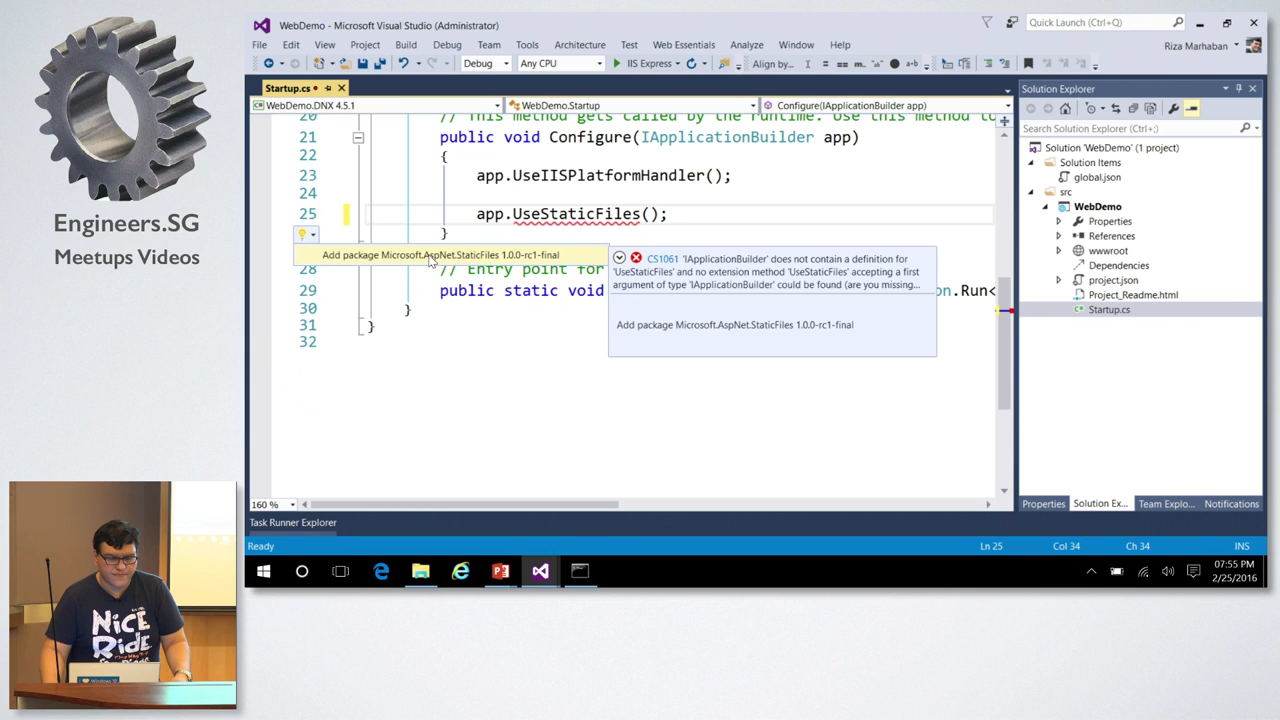 Engineers.SG
Meetups Videos
WebDemo - Microsoft Visual Studio (Administrator)
Quick Launch (Ctrl+Q)
File Edit View Project Build Debug Team Tools Architecture Test Web Essentials Analyze Window Help
Riza Marhaban
Debug Any CPU IIS Express Align by...
Startup.cs
WebDemo.DNX 4.5.1 WebDemo.Startup Configure(IApplicationBuilder app)
20 // This method gets called by the runtime. Use this method to
21 public void Configure(IApplicationBuilder app)
22 {
23 app.UseIISPlatformHandler();
24
25 app.UseStaticFiles();
}
Add package Microsoft.AspNet.StaticFiles 1.0.0-rc1-final
28 // Entry point for
29 public static void on.Run<
30 }
31 }
32
CS1061 'IApplicationBuilder' does not contain a definition for
'UseStaticFiles' and no extension method 'UseStaticFiles' accepting a first
argument of type 'IApplicationBuilder' could be found (are you missing...
Add package Microsoft.AspNet.StaticFiles 1.0.0-rc1-final
160 %
Solution Explorer
Search Solution Explorer (Ctrl+;)
Solution 'WebDemo' (1 project)
Solution Items
global.json
src
WebDemo
Properties
References
wwwroot
Dependencies
project.json
Project_Readme.html
Startup.cs
Properties Solution Ex... Team Explo... Notifications
Task Runner Explorer
Ready Ln 25 Col 34 Ch 34 INS
07:55 PM
2/25/2016
NiCE
RiDE
Windows 10